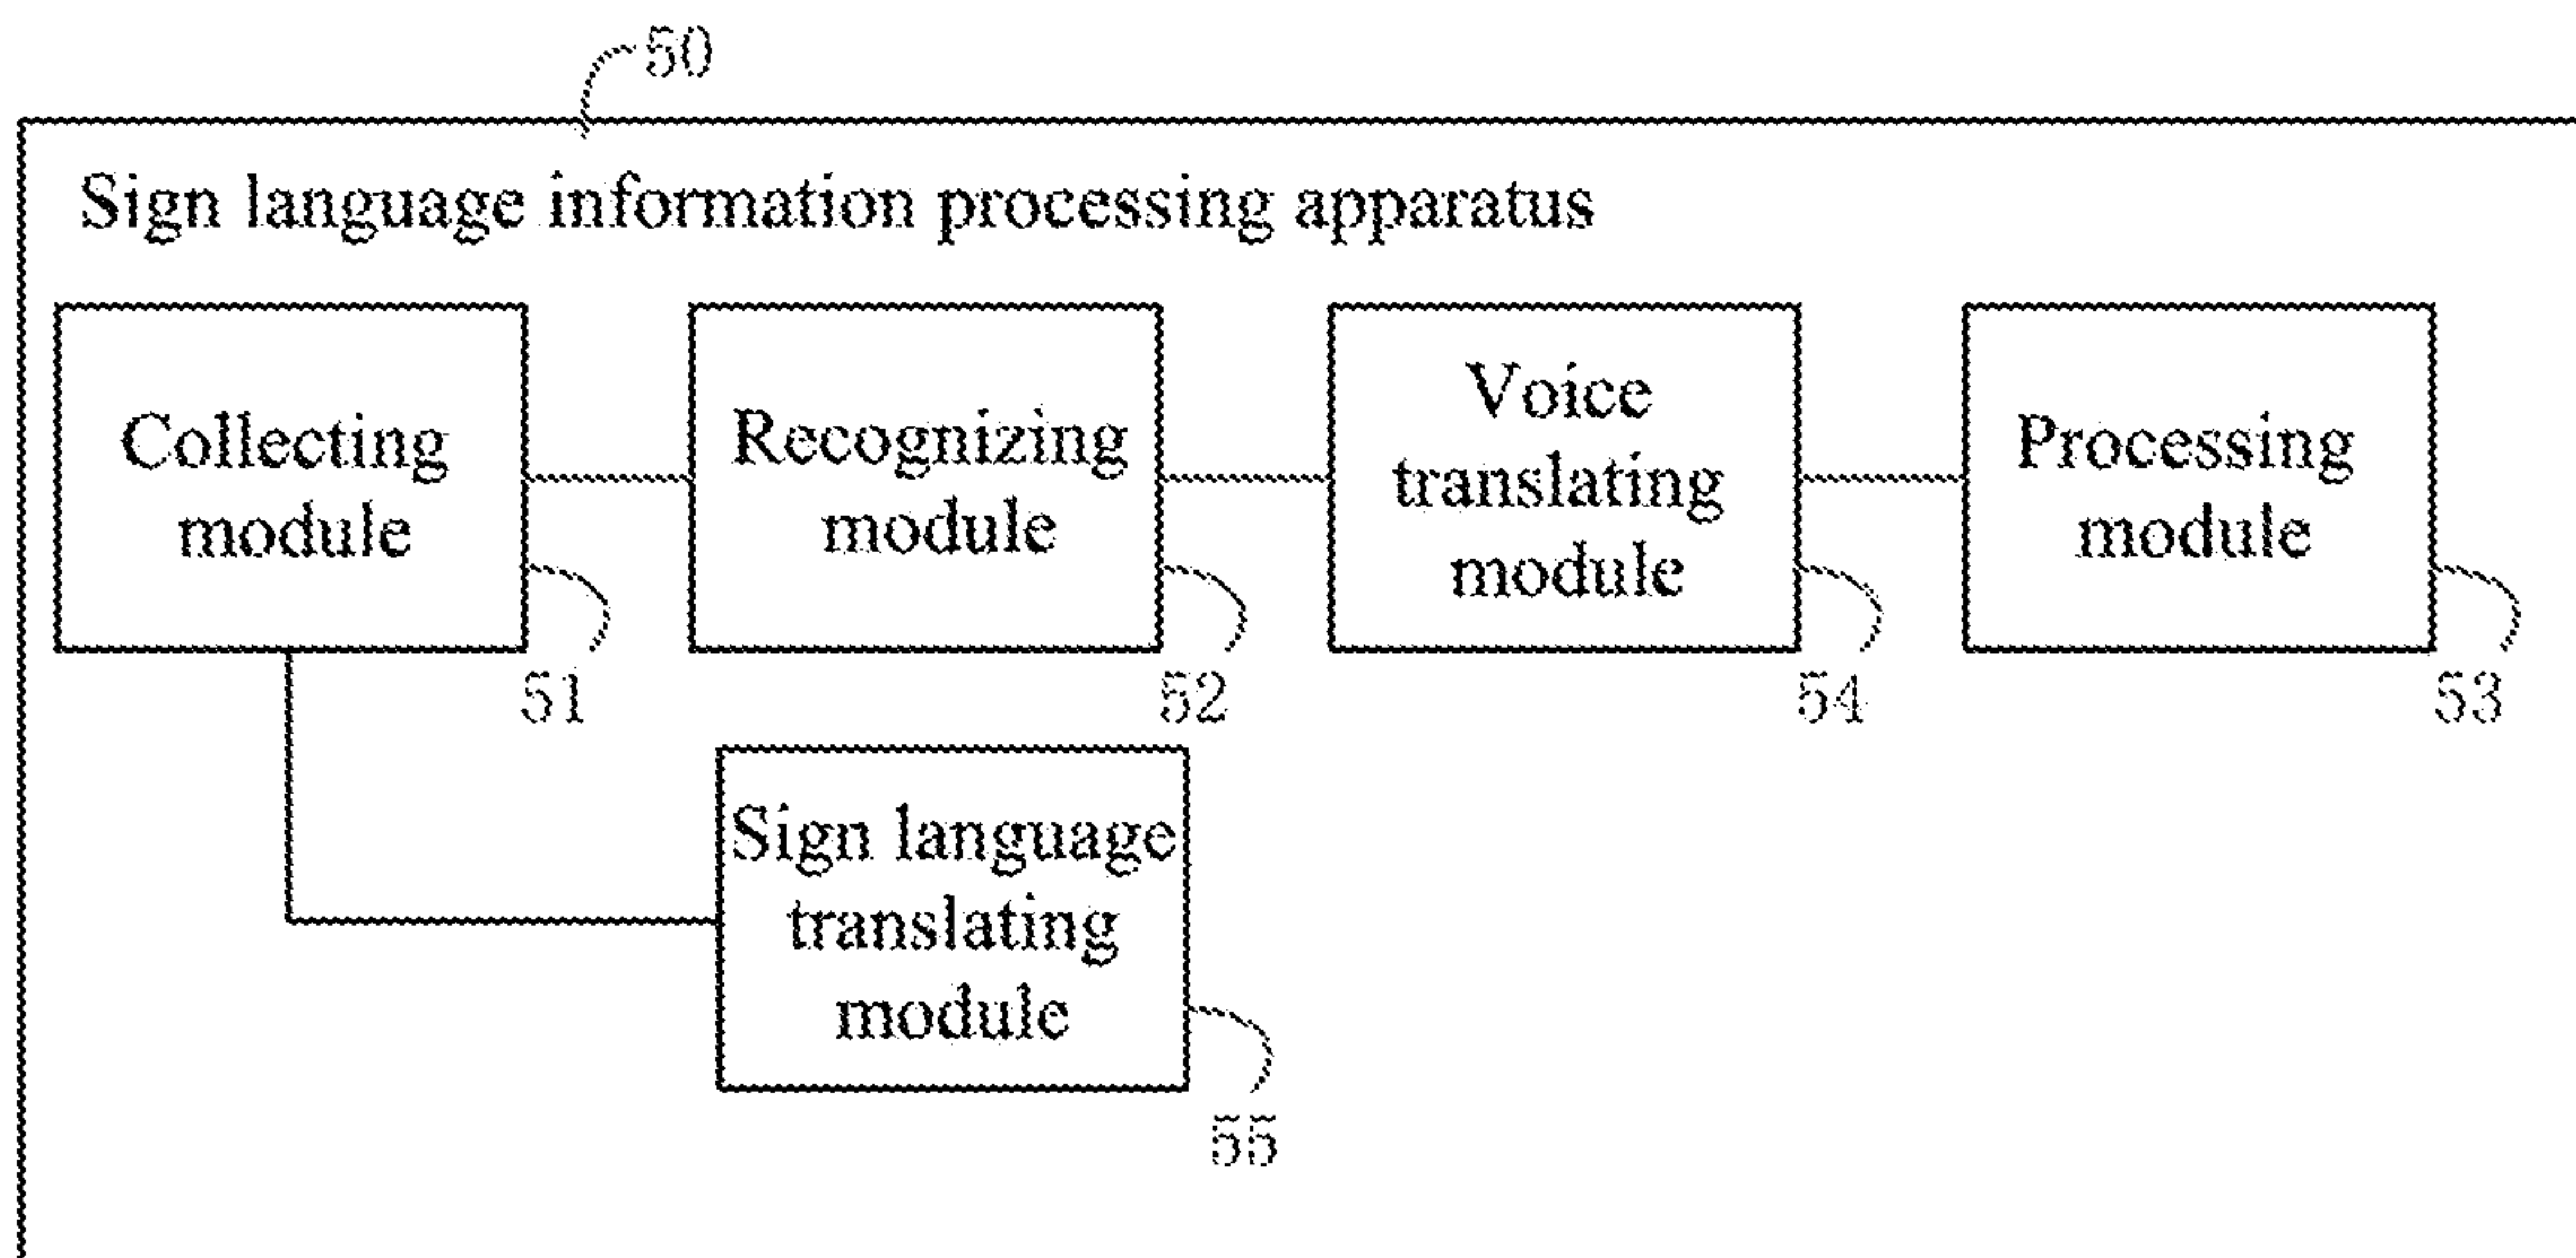 50
Sign language information processing apparatus
Collecting
module
51
Recognizing
module
52
Voice
translating
module
54
Processing
module
53
Sign language
translating
module
55